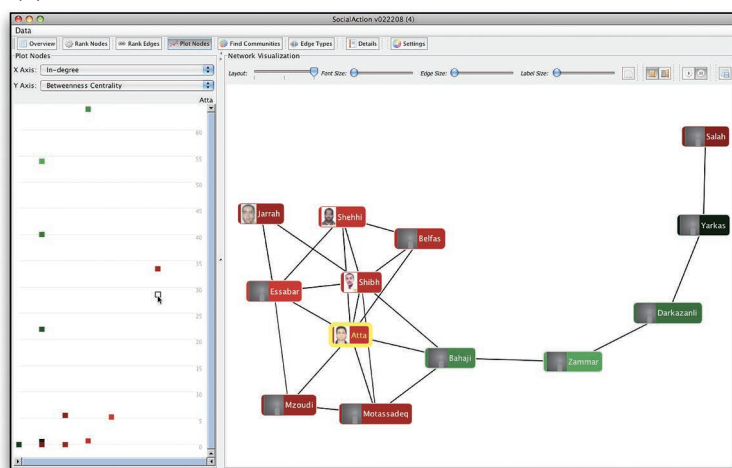 SocialAction v022208 (4)
Data
Overview Rank Nodes Rank Edges Plot Nodes Find Communities Edge Types Details Settings
Plot Nodes
X Axis: In-degree
Y Axis: Betweenness Centrality
Atta
60
55
50
45
40
35
30
25
20
15
10
5
0
Network Visualization
Layout: Font Size: Edge Size: Label Size:
Salah
Jarrah
Shehhi
Yarkas
Belfas
Shibh
Essabar
Darkazanli
Atta
Bahaji
Zammar
Mzoudi
Motassadeq